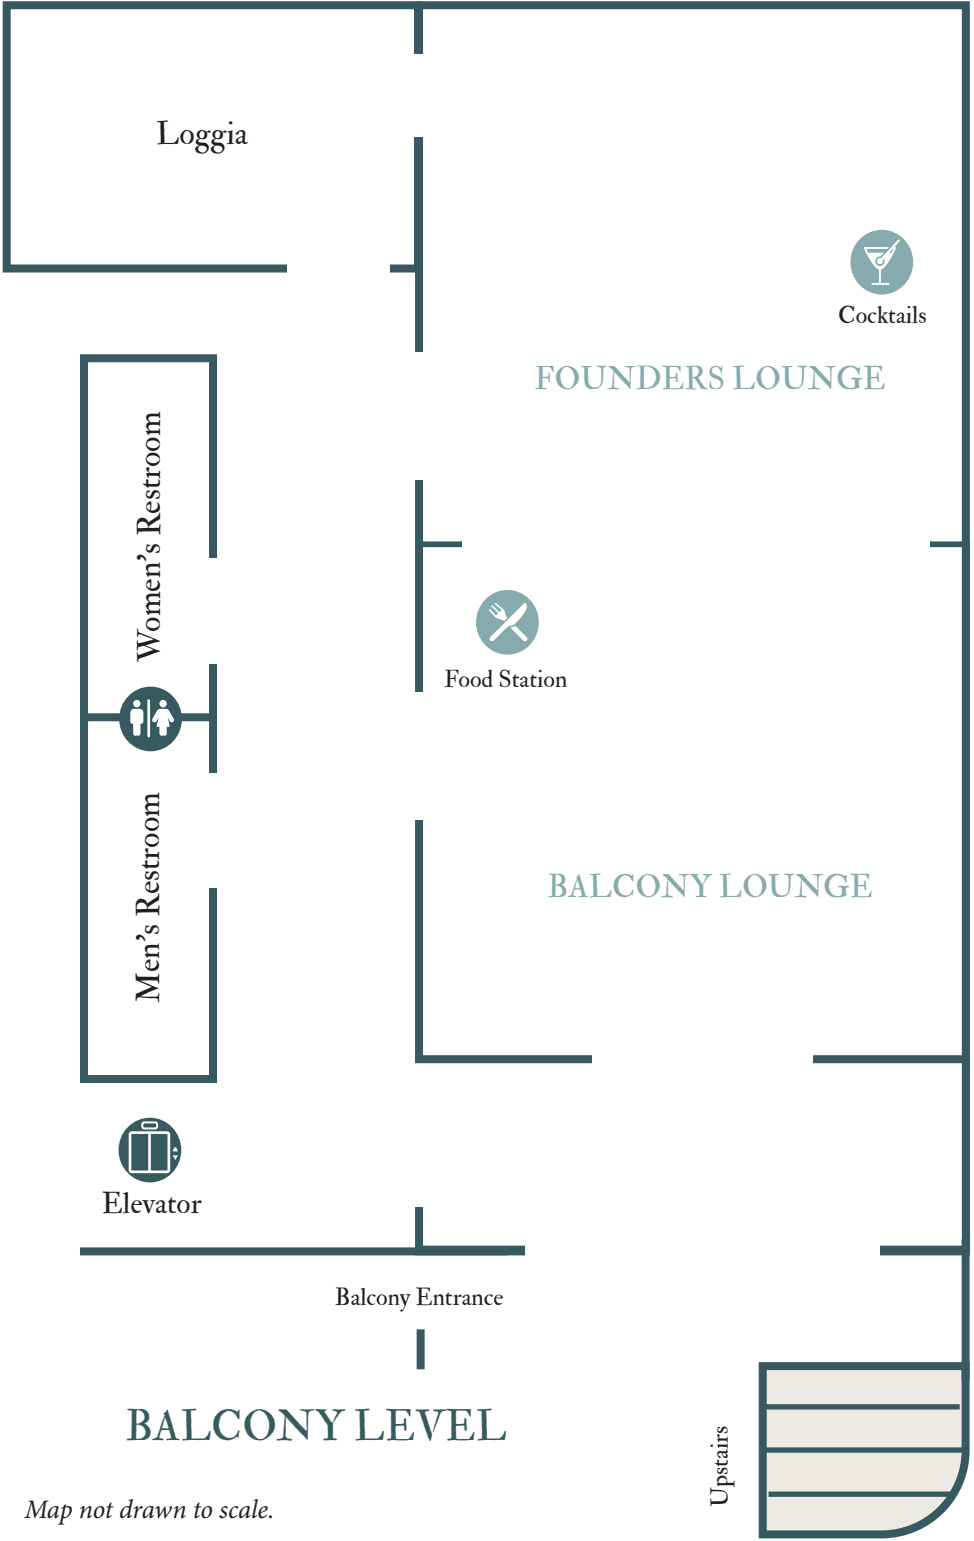 Loggia
Cocktails
FOUNDERS LOUNGE
Women’s Restroom
Food Station
Men’s Restroom
BALCONY LOUNGE
Elevator
Balcony Entrance
BALCONY LEVEL
Upstairs
Map not drawn to scale.